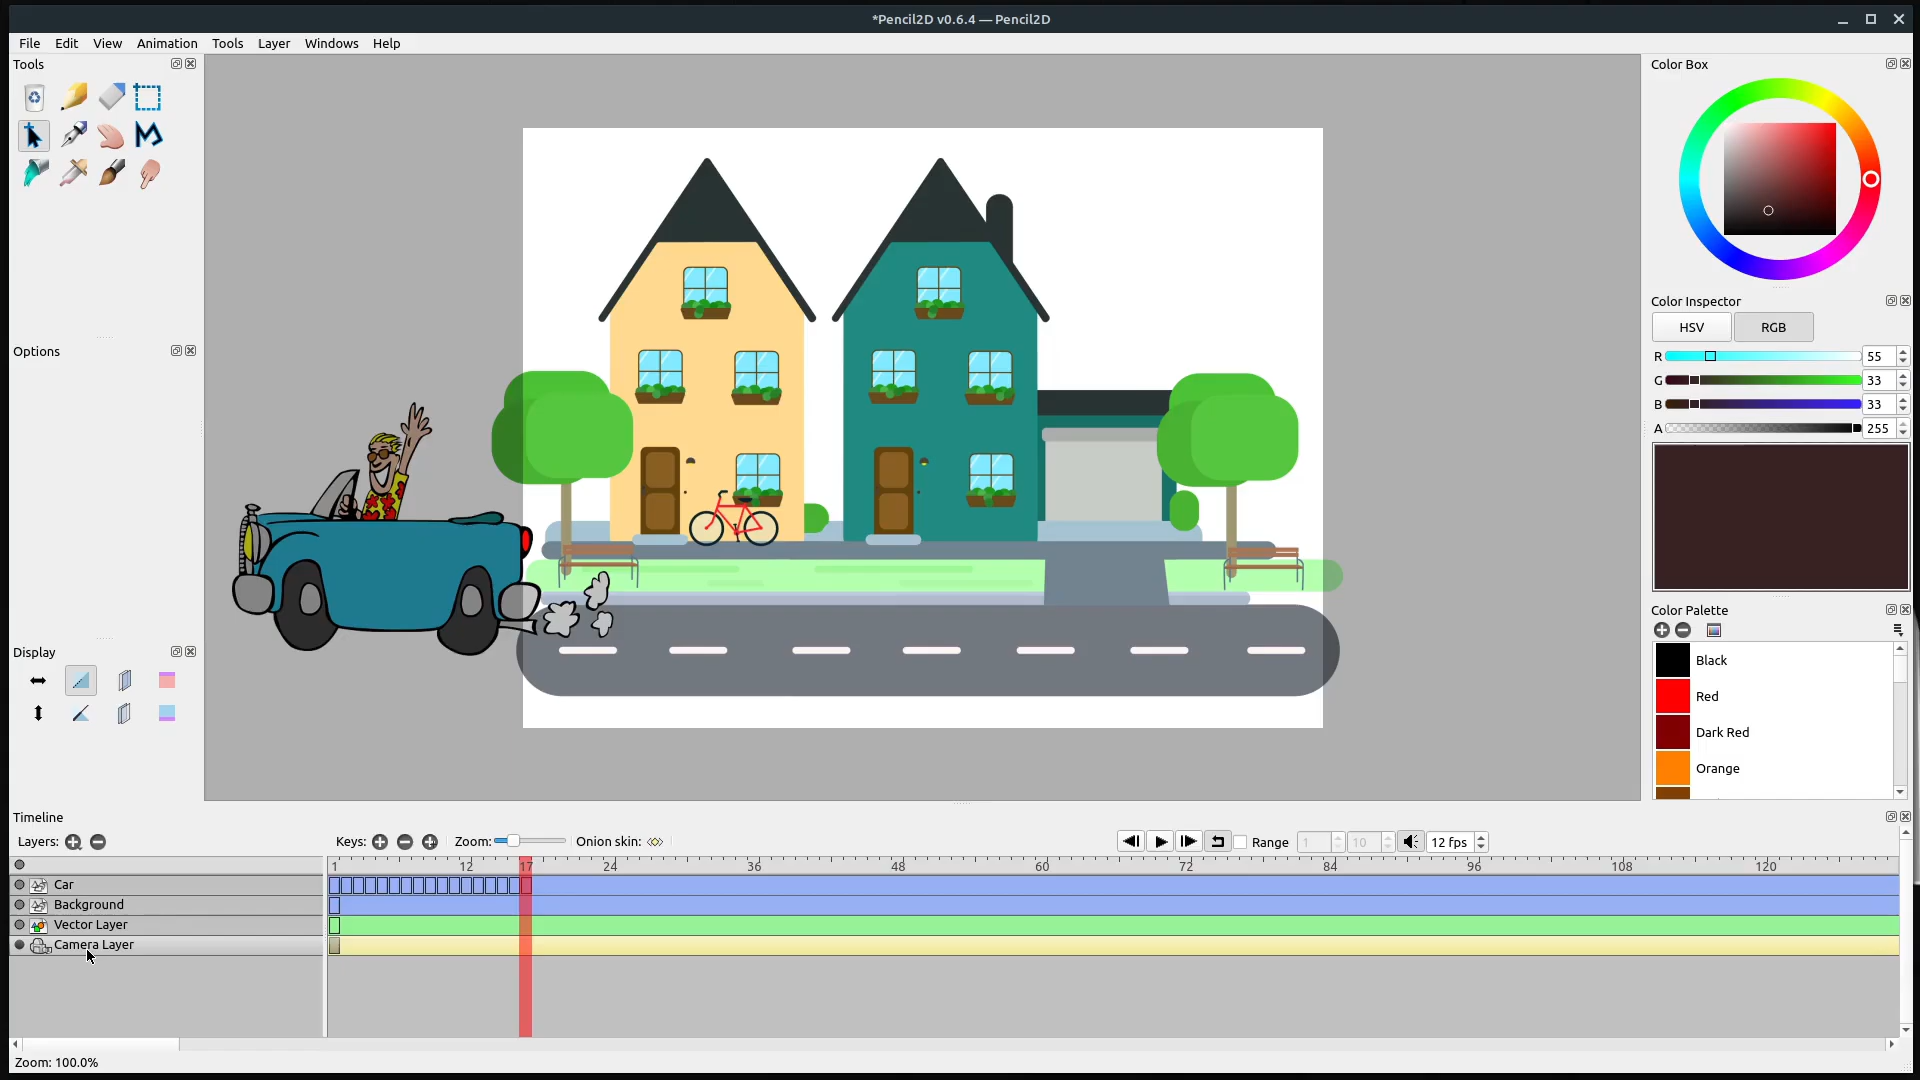 *Pencil2D v0.6.4 — Pencil2D
File Edit View Animation Tools Layer Windows Help
Tools
Options
Display
Color Box
Color Inspector
HSV RGB
R 55
G 33
B 33
A 255
Color Palette
Black
Red
Dark Red
Orange
Timeline
Layers: Keys: Zoom: Onion skin: Range 1 10 12 fps
1 12 17 24 36 48 60 72 84 96 108 120
Car
Background
Vector Layer
Camera Layer
Zoom: 100.0%